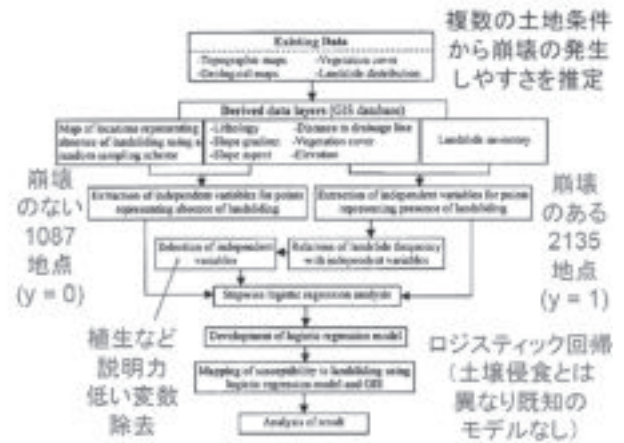 複数の土地条件
から崩壊の発生
しやすさを推定
Existing Data
-Topographic maps -Vegetation cover
-Geological maps -Landslide distribution
Derived data layers (GIS database)
Map of locations representing
absence of landsliding using a
random sampling scheme
-Lithology -Distance to drainage line
-Slope gradient -Vegetation cover
-Slope aspect -Elevation
Landslide inventory
崩壊
のない
1087
地点
(y = 0)
Extraction of independent variables for points
representing absence of landsliding
Extraction of independent variables for points
representing presence of landsliding
崩壊
のある
2135
地点
(y = 1)
Selection of independent
variables
Relations of landslide frequency
with independent variables
Stepwise logistic regression analysis
植生など
説明力
低い変数
除去
Development of logistic regression model
Mapping of susceptibility to landsliding using
logistic regression model and GIS
Analysis of result
ロジスティック回帰
(土壌侵食とは
異なり既知の
モデルなし)